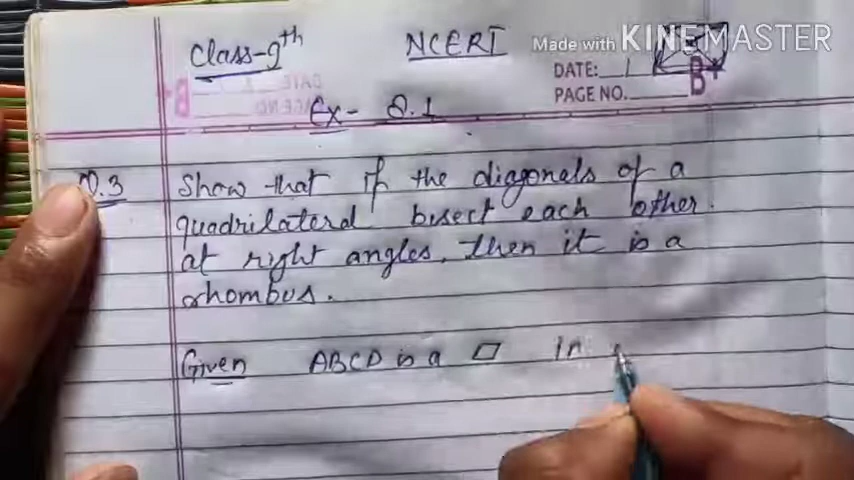 Class-9th NCERT
Made with KINEMASTER
DATE:
PAGE NO.
Ex- 8.1
Q.3 Show that if the diagonals of a
quadrilateral bisect each other
at right angles, then it is a
rhombus.
Given ABCD is a ▱ in